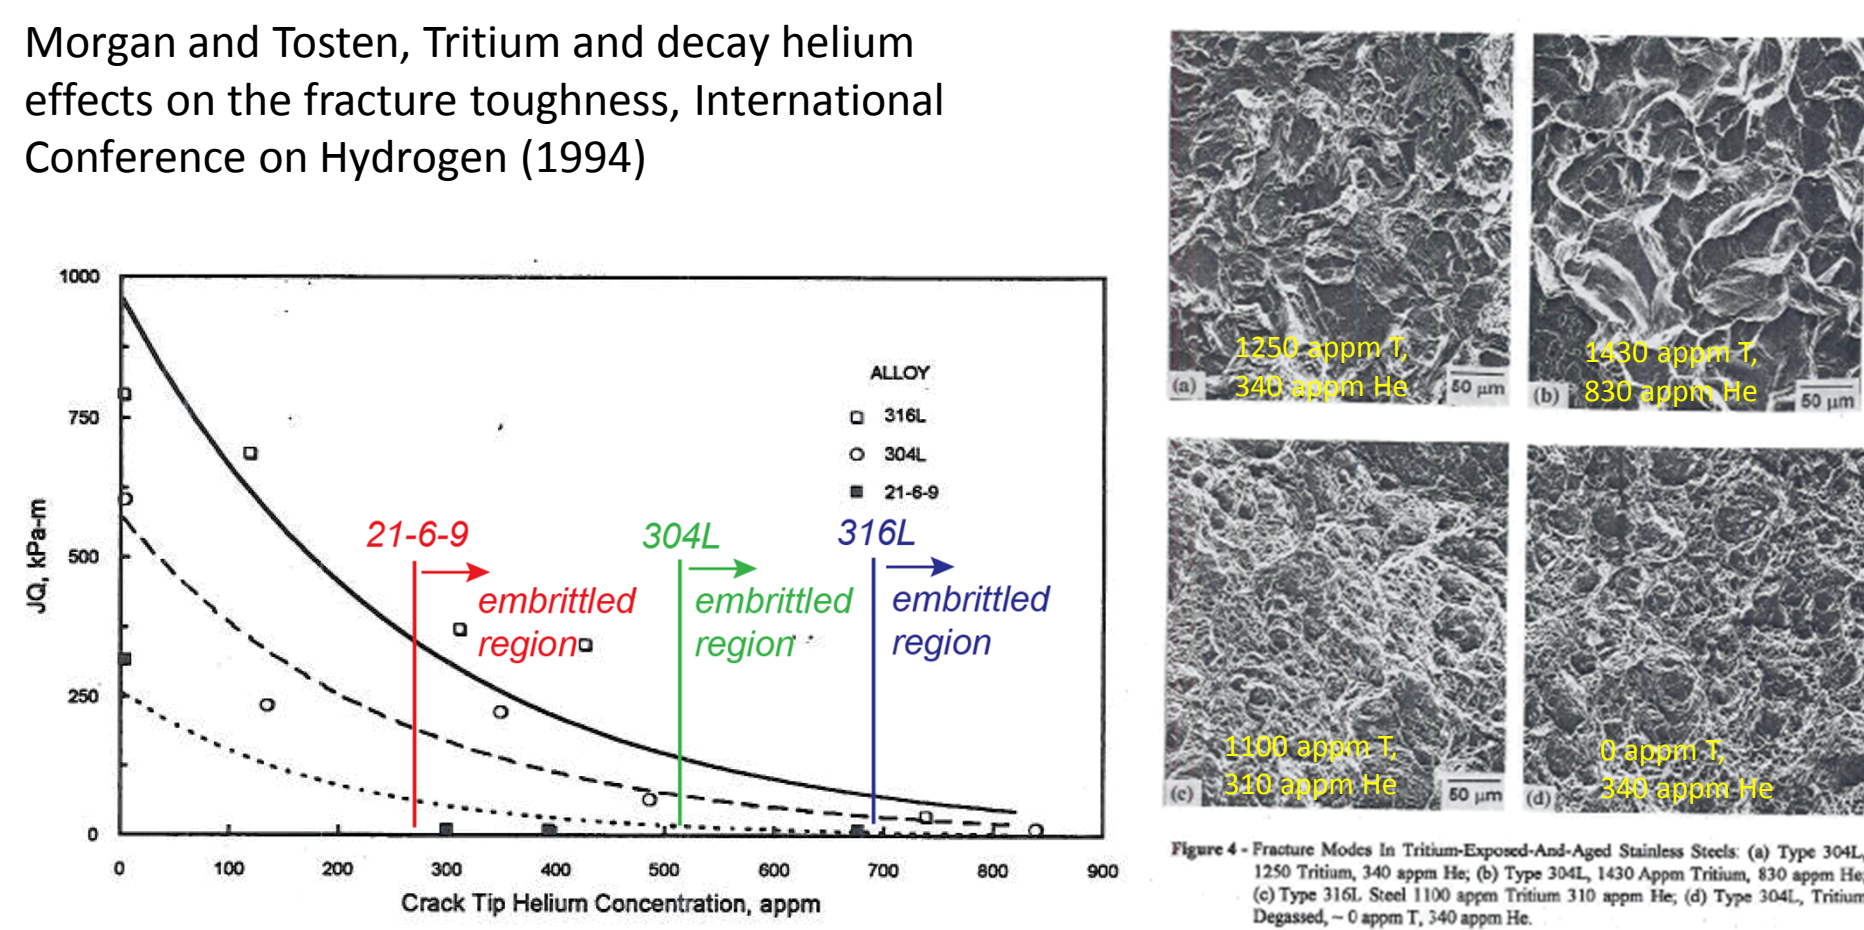 Morgan and Tosten, Tritium and decay helium
effects on the fracture toughness, International
Conference on Hydrogen (1994)
1000
750
500
250
0
JQ, kPa-m
0 100 200 300 400 500 600 700 800 900
Crack Tip Helium Concentration, appm
ALLOY
316L
304L
21-6-9
21-6-9
embrittled
region
304L
embrittled
region
316L
embrittled
region
1250 appm T,
340 appm He
(a)
50 μm
1430 appm T,
830 appm He
(b)
50 μm
1100 appm T,
310 appm He
(c)
50 μm
0 appm T,
340 appm He
(d)
Figure 4 - Fracture Modes In Tritium-Exposed-And-Aged Stainless Steels: (a) Type 304L,
1250 Tritium, 340 appm He; (b) Type 304L, 1430 Appm Tritium, 830 appm He;
(c) Type 316L Steel 1100 appm Tritium 310 appm He; (d) Type 304L, Tritium
Degassed, ~ 0 appm T, 340 appm He.